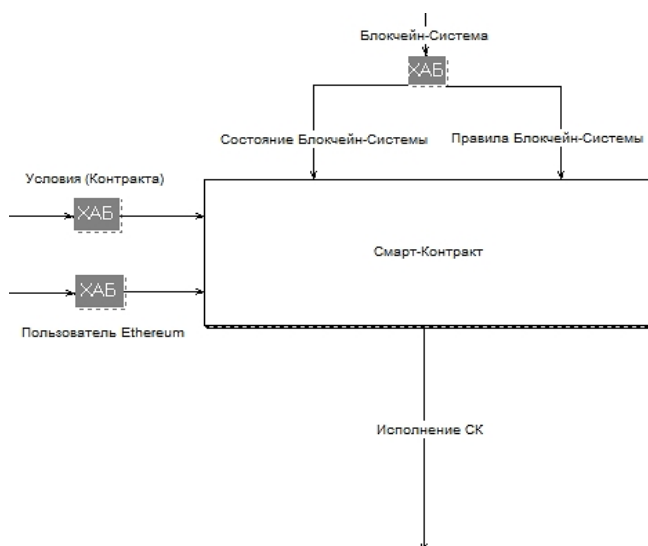 Блокчейн-Система
ХАБ
Состояние Блокчейн-Системы
Правила Блокчейн-Системы
Условия (Контракта)
ХАБ
Смарт-Контракт
ХАБ
Пользователь Ethereum
Исполнение СК